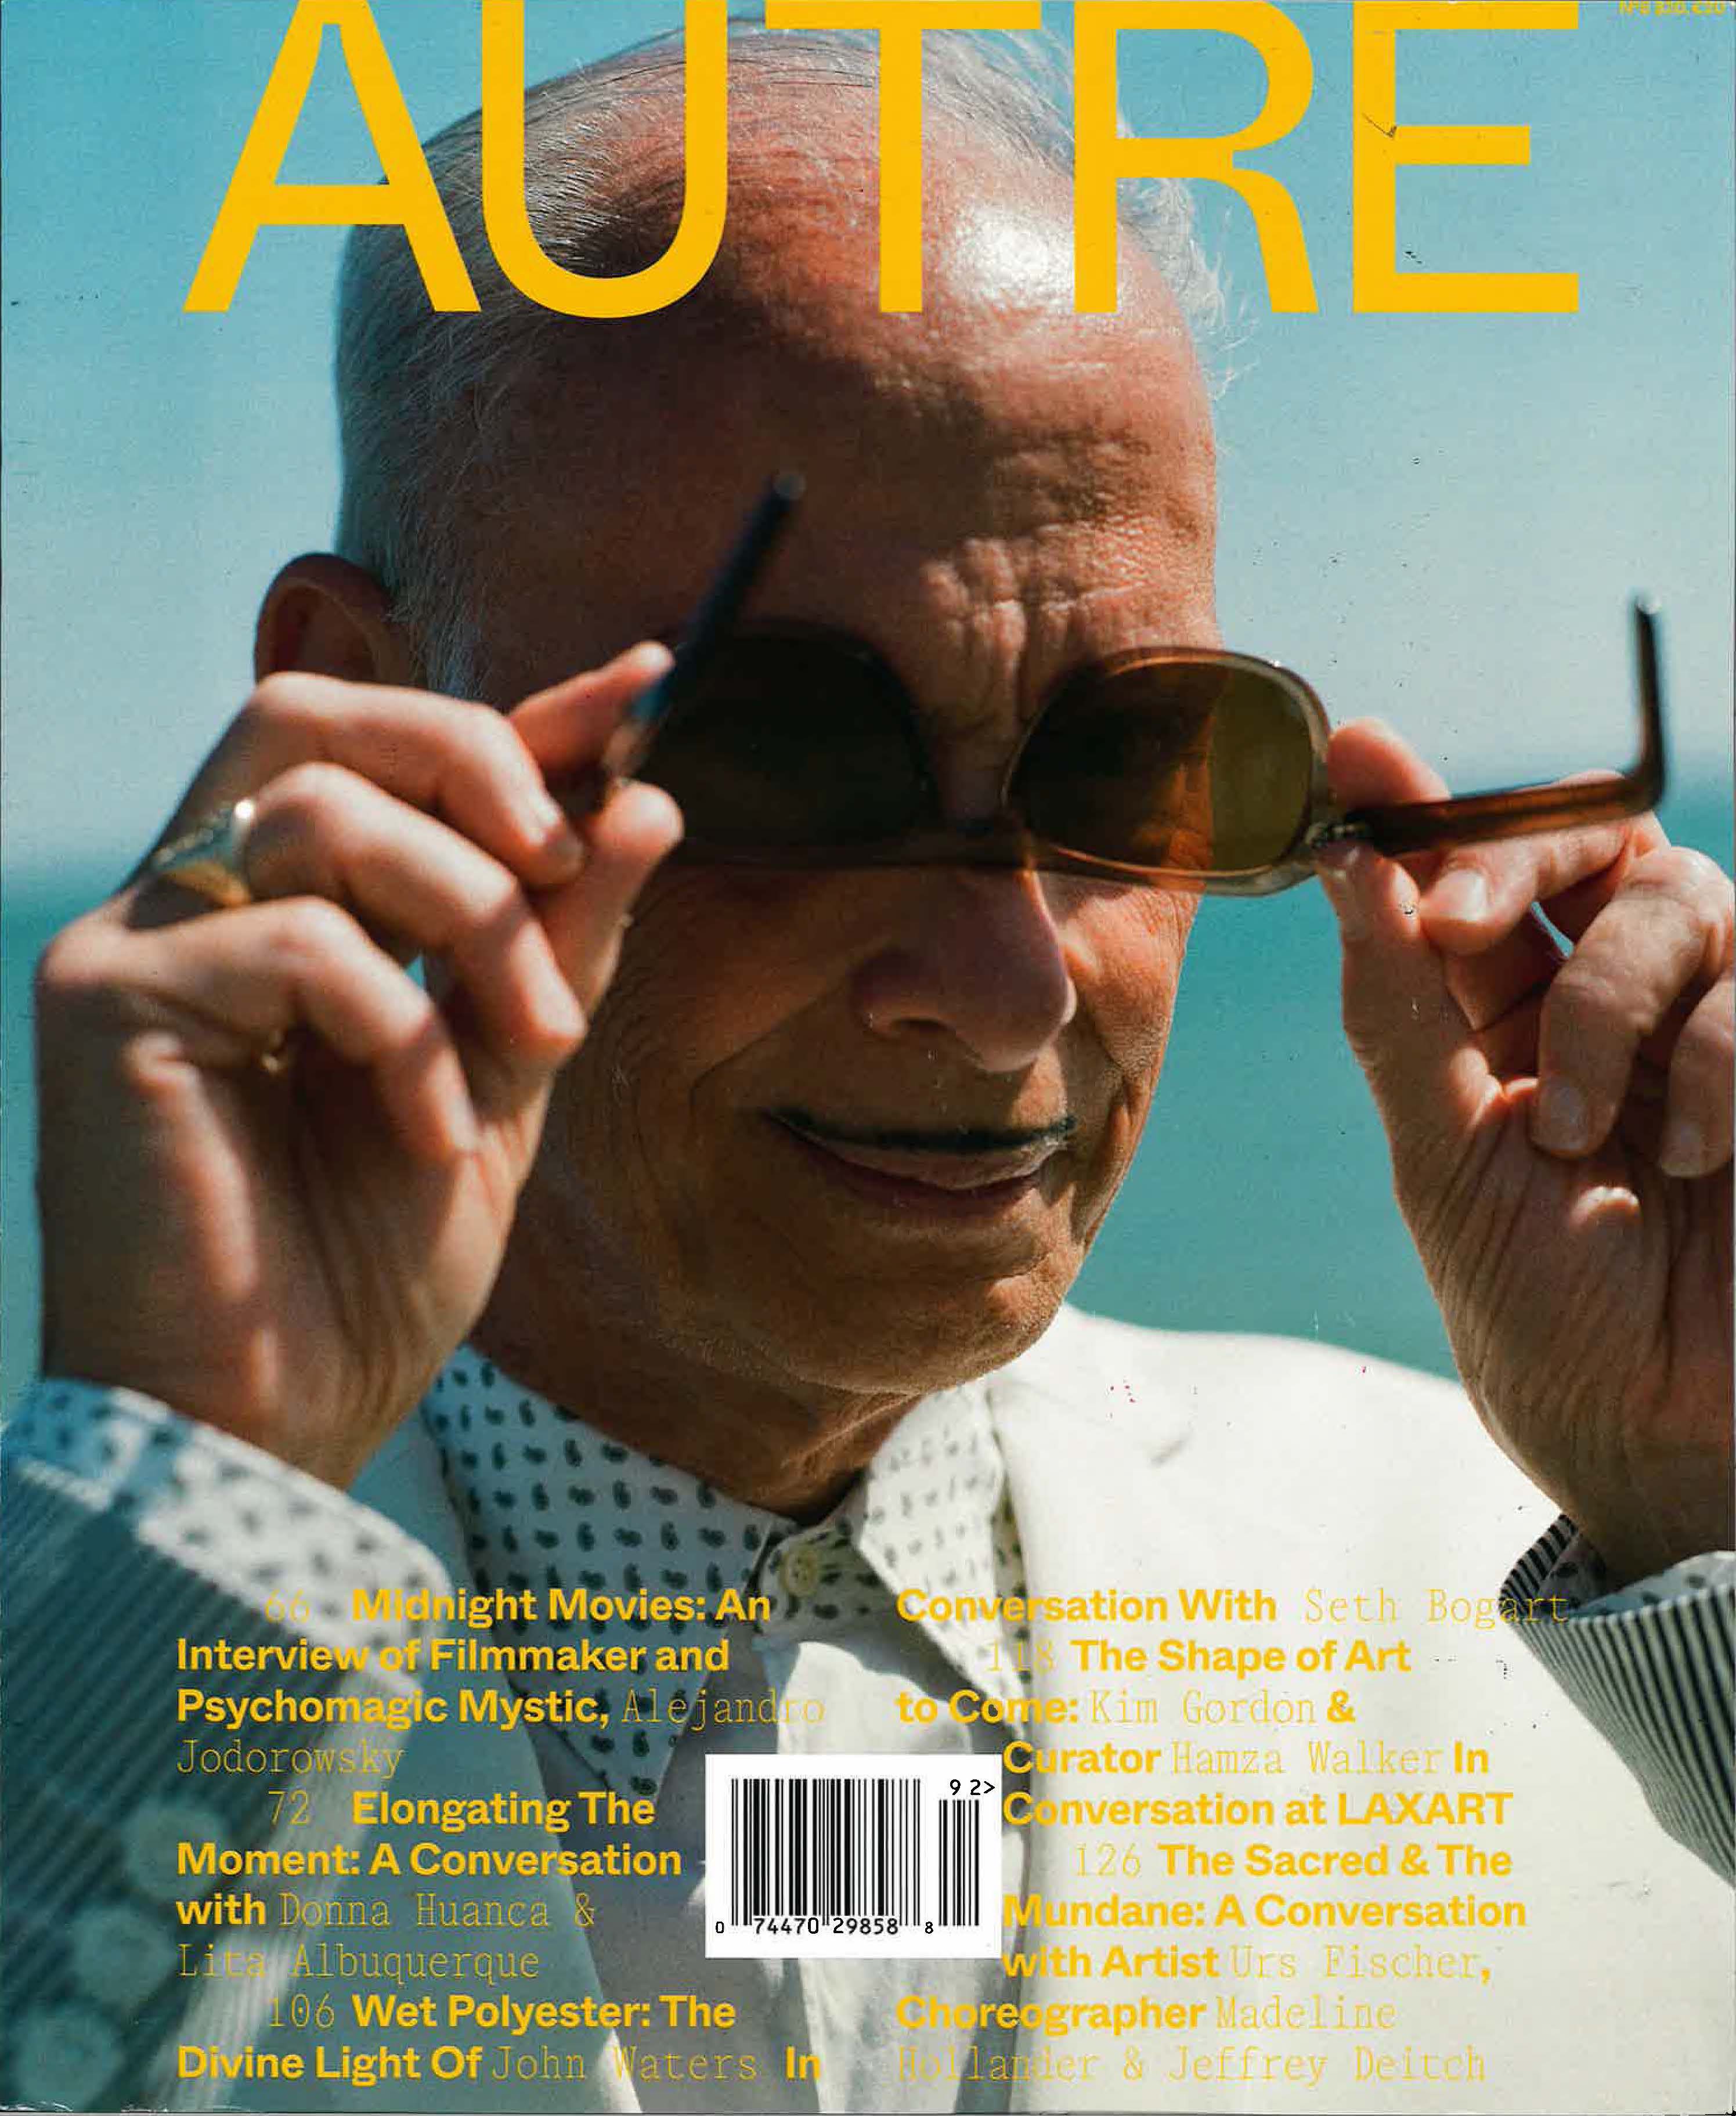 AUTRE
66 Midnight Movies: An
Interview of Filmmaker and
Psychomagic Mystic, Alejandro
Jodorowsky
72 Elongating The
Moment: A Conversation
with Donna Huanca &
Lita Albuquerque
106 Wet Polyester: The
Divine Light Of John Waters In
Conversation With Seth Bogart
118 The Shape of Art
to Come: Kim Gordon &
Curator Hamza Walker In
Conversation at LAXART
126 The Sacred & The
Mundane: A Conversation
with Artist Urs Fischer,
Choreographer Madeline
Hollander & Jeffrey Deitch
9 2>
0 74470 29858 8